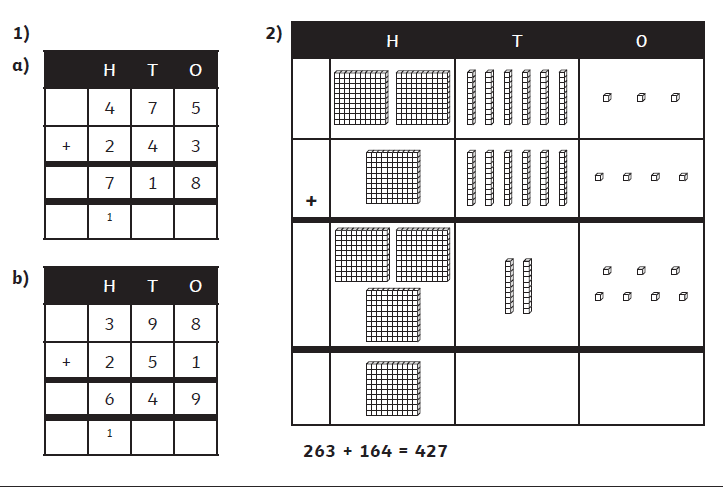 1)
a)
H T O
4 7 5
+ 2 4 3
7 1 8
1
b)
H T O
3 9 8
+ 2 5 1
6 4 9
1
2)
H T O
+
263 + 164 = 427